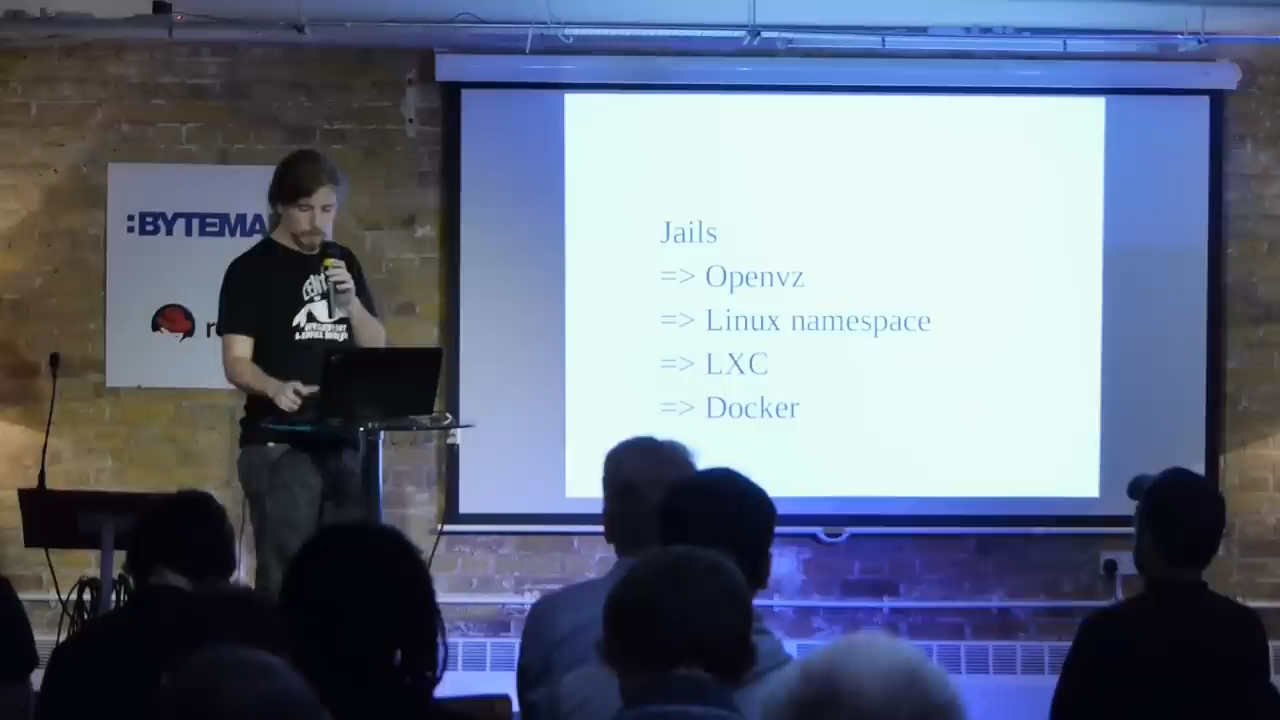 :BYTEMA
r
Jails
=> Openvz
=> Linux namespace
=> LXC
=> Docker